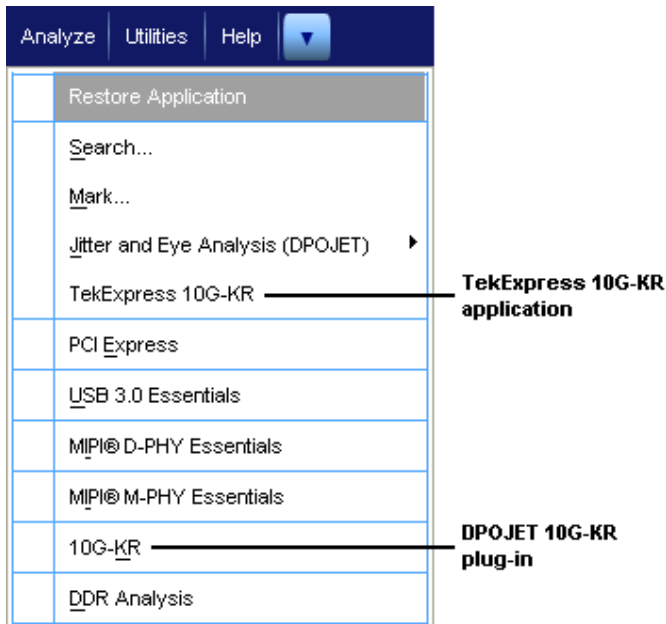 Analyze Utilities Help
Restore Application
Search...
Mark...
Jitter and Eye Analysis (DPOJET)
TekExpress 10G-KR
TekExpress 10G-KR
application
PCI Express
USB 3.0 Essentials
MIPI® D-PHY Essentials
MIPI® M-PHY Essentials
10G-KR
DPOJET 10G-KR
plug-in
DDR Analysis